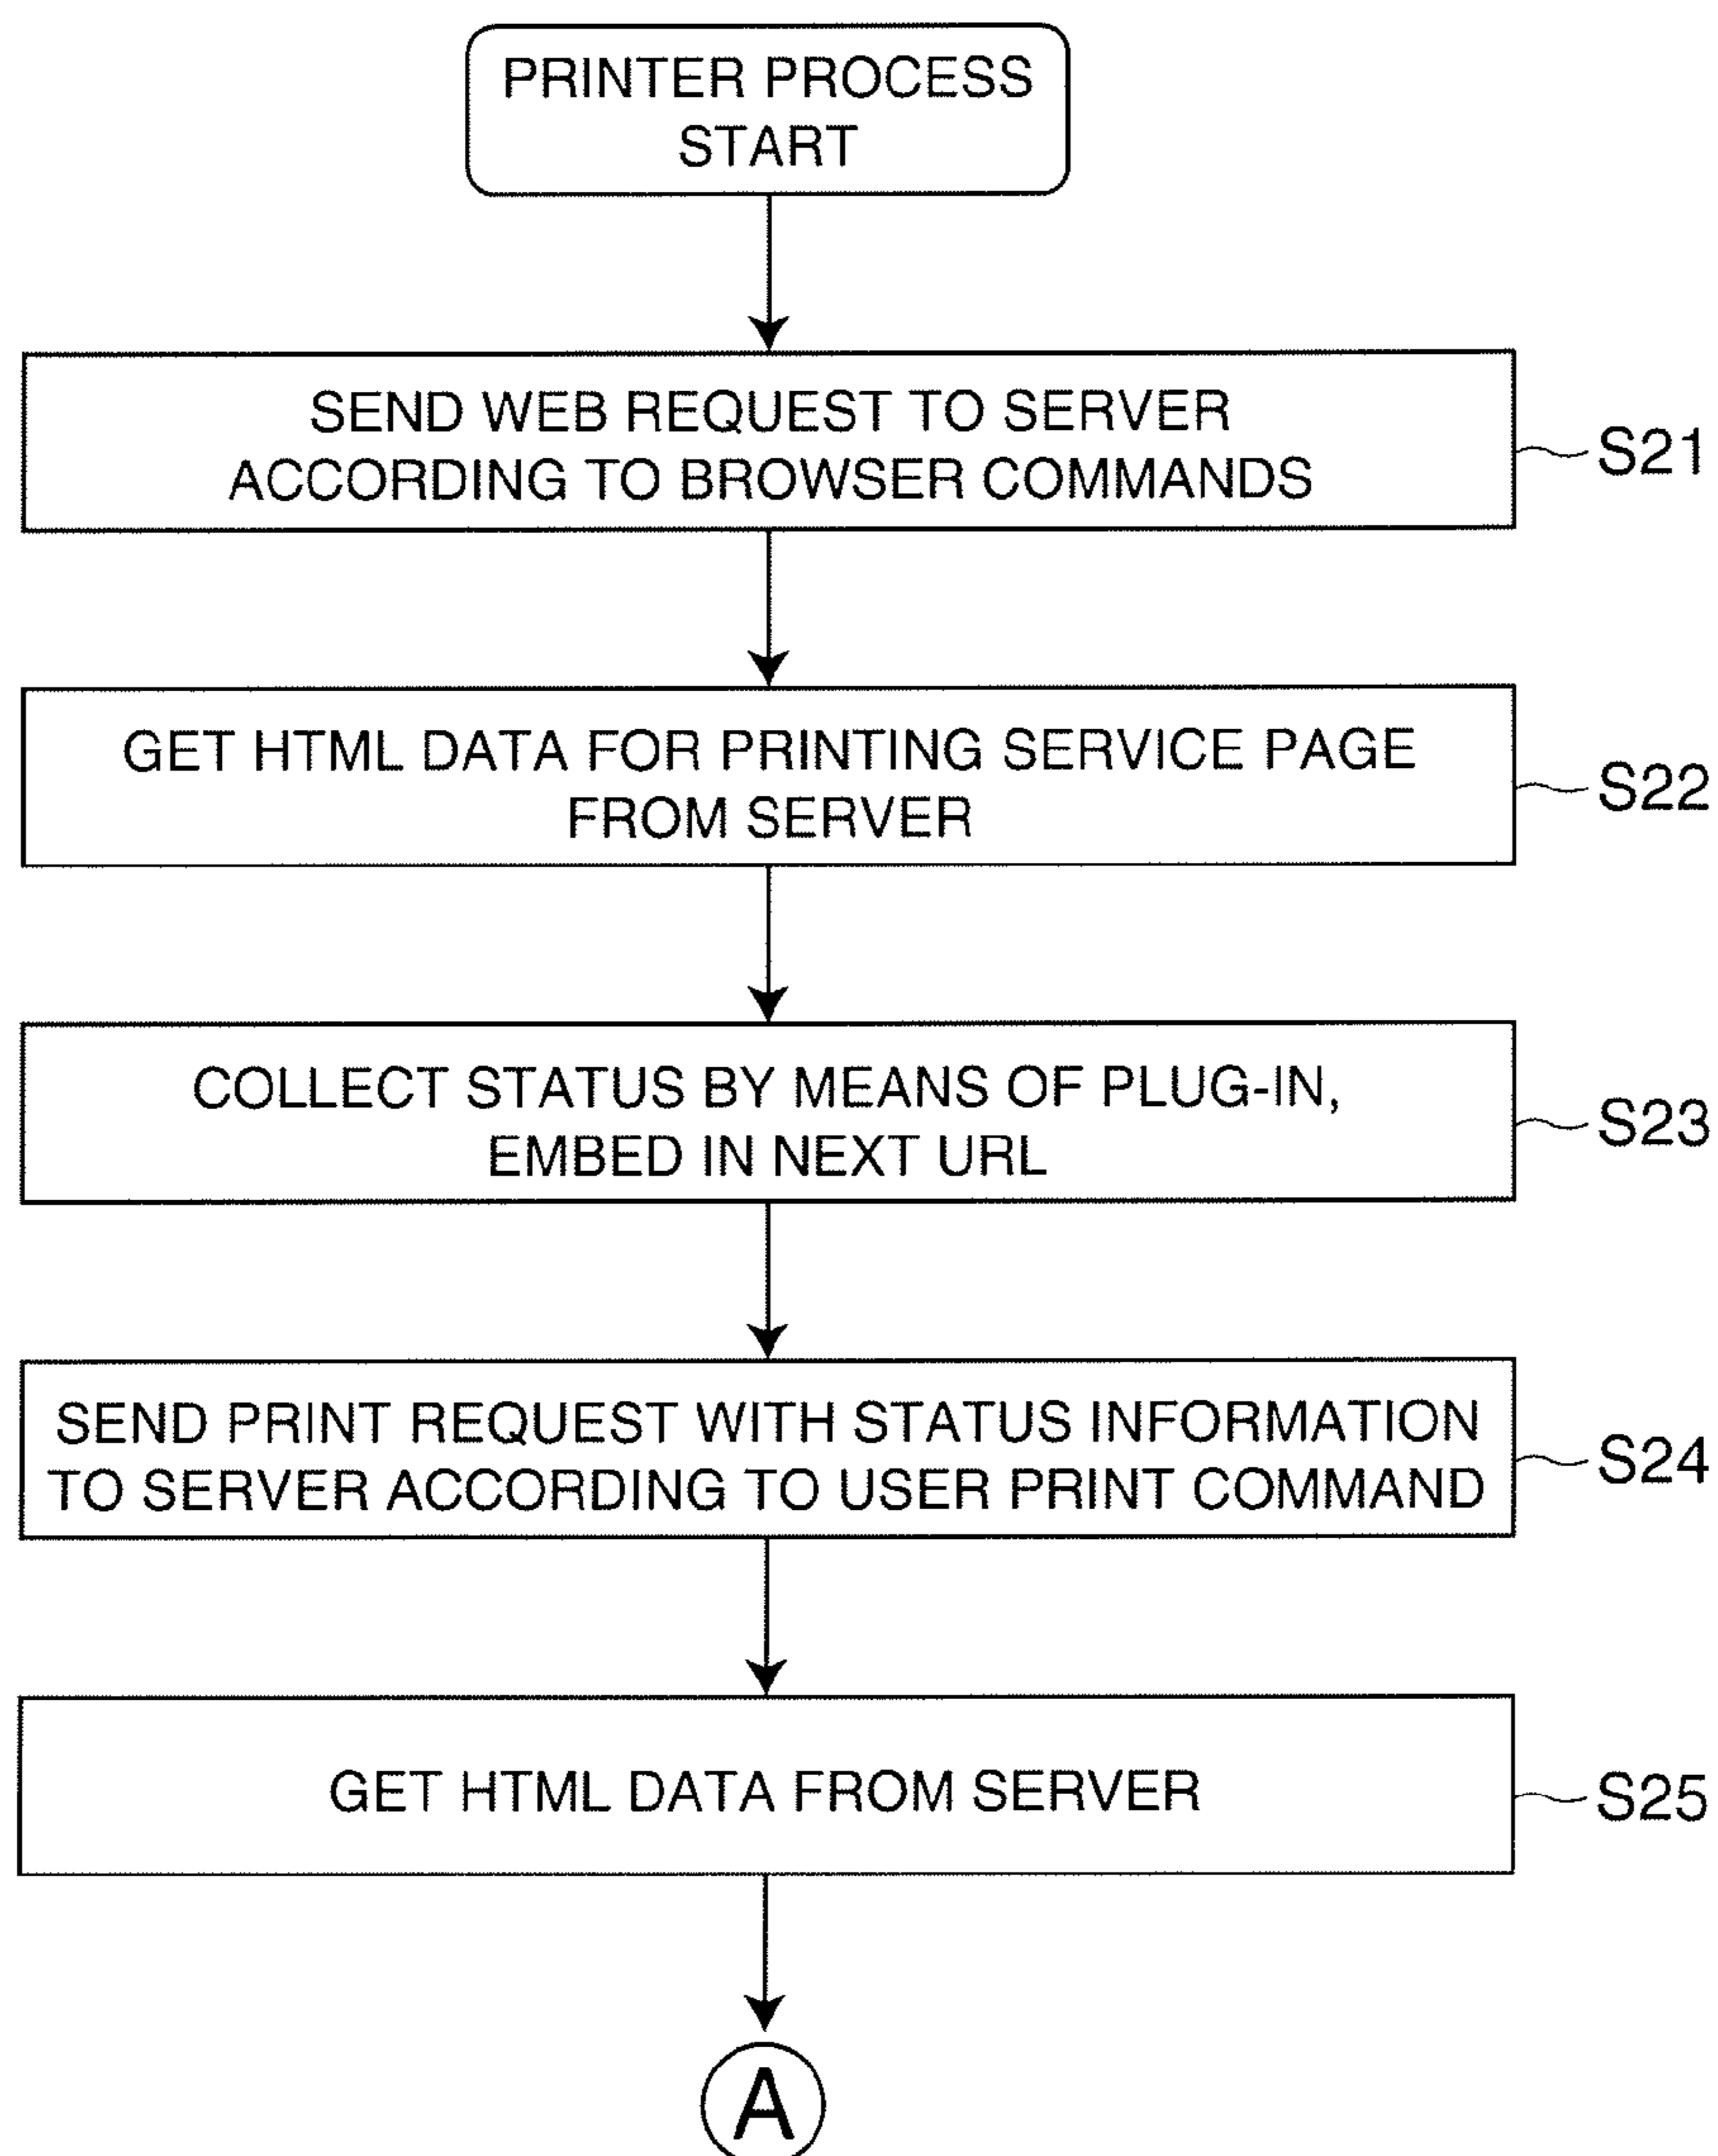 PRINTER PROCESS
START
SEND WEB REQUEST TO SERVER
ACCORDING TO BROWSER COMMANDS
S21
GET HTML DATA FOR PRINTING SERVICE PAGE
FROM SERVER
S22
COLLECT STATUS BY MEANS OF PLUG-IN,
EMBED IN NEXT URL
S23
SEND PRINT REQUEST WITH STATUS INFORMATION
TO SERVER ACCORDING TO USER PRINT COMMAND
S24
GET HTML DATA FROM SERVER
S25
A